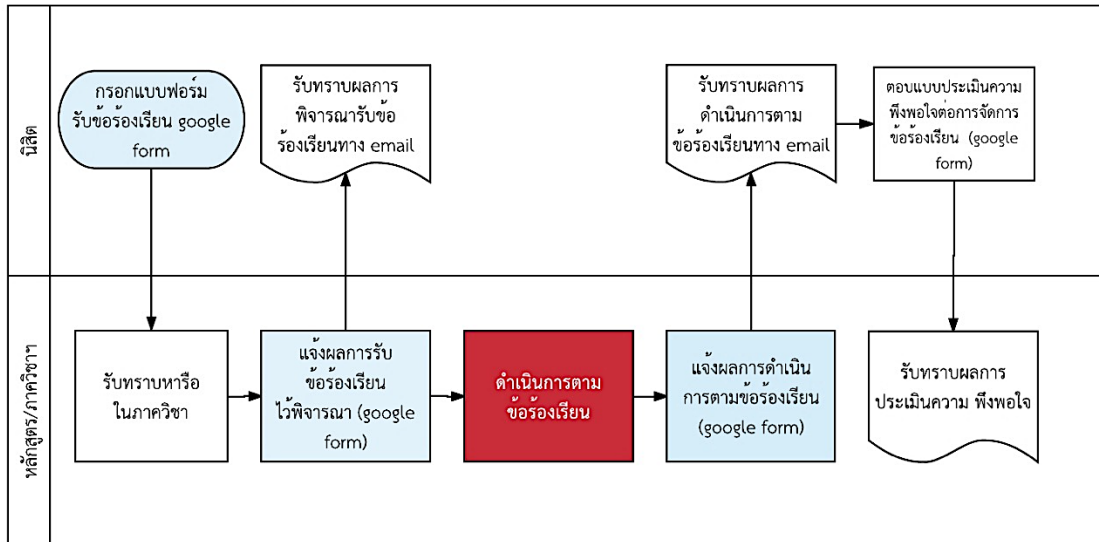 นิสิต
กรอกแบบฟอร์ม
รับข้อร้องเรียน google
form
รับทราบผลการ
พิจารณารับข้อ
ร้องเรียนทาง email
รับทราบผลการ
ดำเนินการตาม
ข้อร้องเรียนทาง email
ตอบแบบประเมินความ
พึงพอใจต่อการจัดการ
ข้อร้องเรียน (google
form)
หลักสูตร/ภาควิชาฯ
รับทราบหารือ
ในภาควิชา
แจ้งผลการรับ
ข้อร้องเรียน
ไว้พิจารณา (google
form)
ดำเนินการตาม
ข้อร้องเรียน
แจ้งผลการดำเนิน
การตามข้อร้องเรียน
(google form)
รับทราบผลการ
ประเมินความ พึงพอใจ